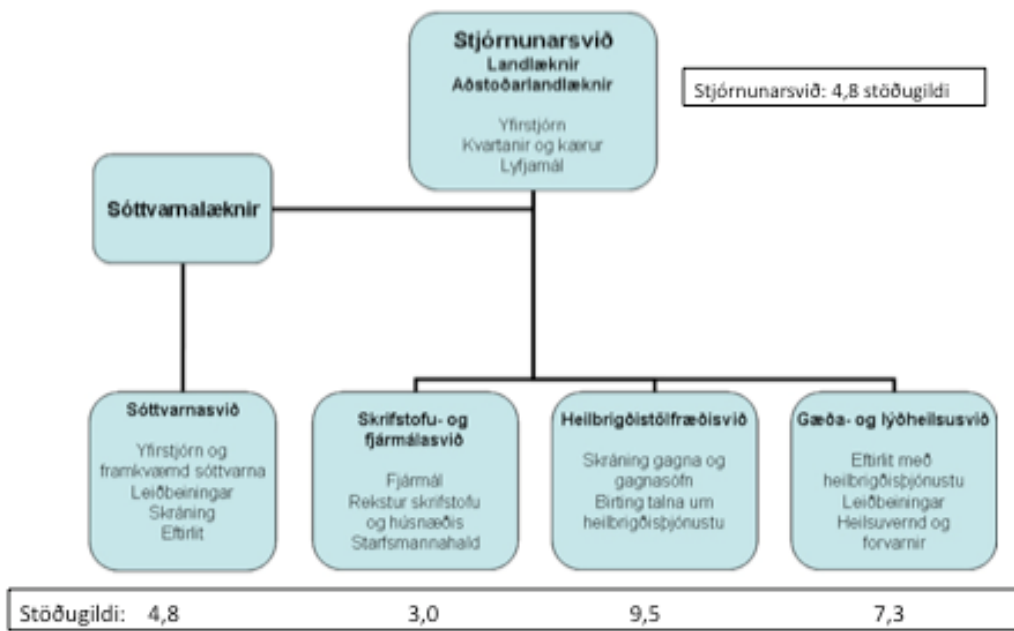 Stjórnunarsvið
Landlæknir
Aðstoðarlandlæknir
Yfirstjórn
Kvartanir og kærur
Lyfjamál
Stjórnunarsvið: 4,8 stöðugildi
Sóttvarnalæknir
Sóttvarnasvið
Yfirstjórn og
framkvæmd sóttvarna
Leiðbeiningar
Skráning
Eftirlit
Skrifstofu- og
fjármálasvið
Fjármál
Rekstur skrifstofu
og húsnæðis
Starfsmannahald
Heilbrigðistölfræðisvið
Skráning gagna og
gagnasöfn
Birting talna um
heilbrigðisþjónustu
Gæða- og lýðheilsusvið
Eftirlit með
heilbrigðisþjónustu
Leiðbeiningar
Heilsuvernd og
forvarnir
Stöðugildi: 4,8 3,0 9,5 7,3